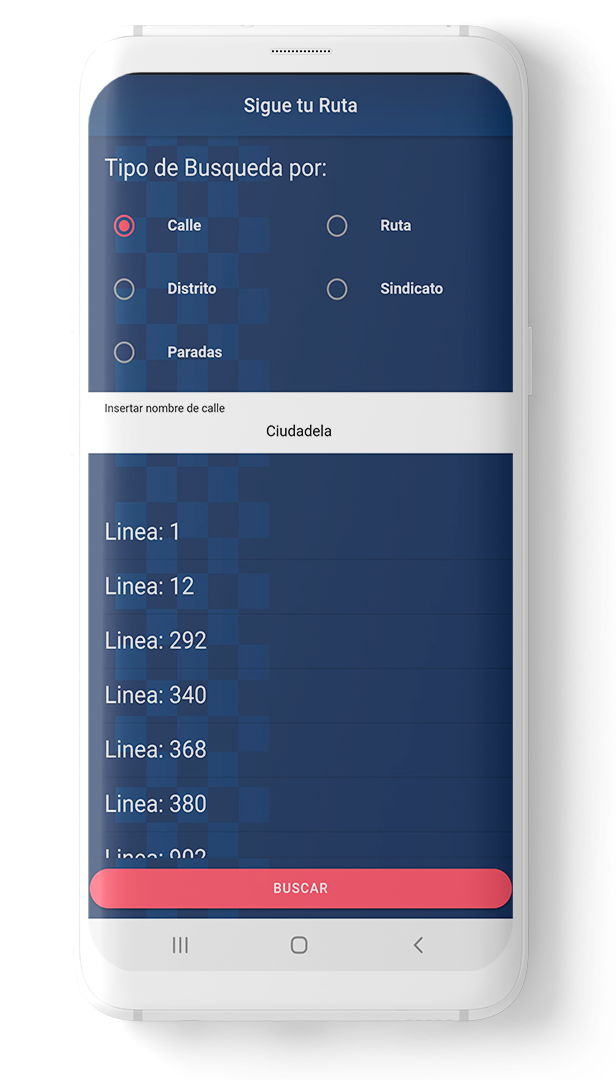 Sigue tu Ruta
Tipo de Busqueda por:
Calle
Ruta
Distrito
Sindicato
Paradas
Insertar nombre de calle
Ciudadela
Linea: 1
Linea: 12
Linea: 292
Linea: 340
Linea: 368
Linea: 380
Linea: 902
BUSCAR